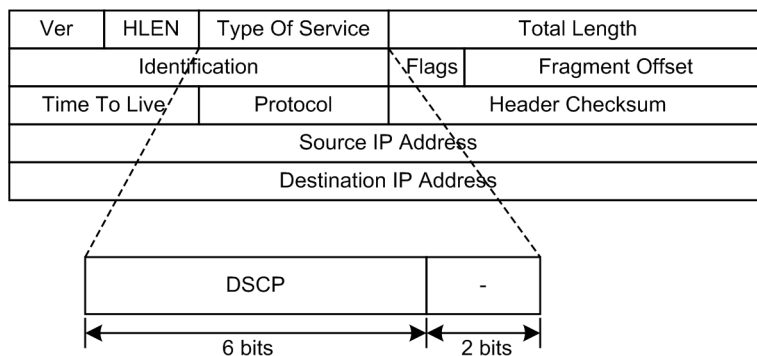 Ver HLEN Type Of Service Total Length
Identification Flags Fragment Offset
Time To Live Protocol Header Checksum
Source IP Address
Destination IP Address
DSCP -
6 bits 2 bits